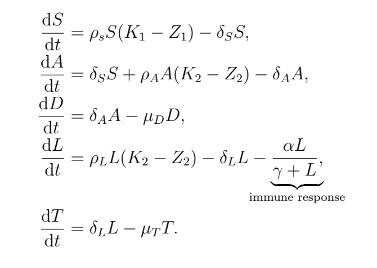 dS/dt = ρ_s S(K_1 − Z_1) − δ_S S,
dA/dt = δ_S S + ρ_A A(K_2 − Z_2) − δ_A A,
dD/dt = δ_A A − μ_D D,
dL/dt = ρ_L L(K_2 − Z_2) − δ_L L − αL/(γ + L),
immune response
dT/dt = δ_L L − μ_T T.